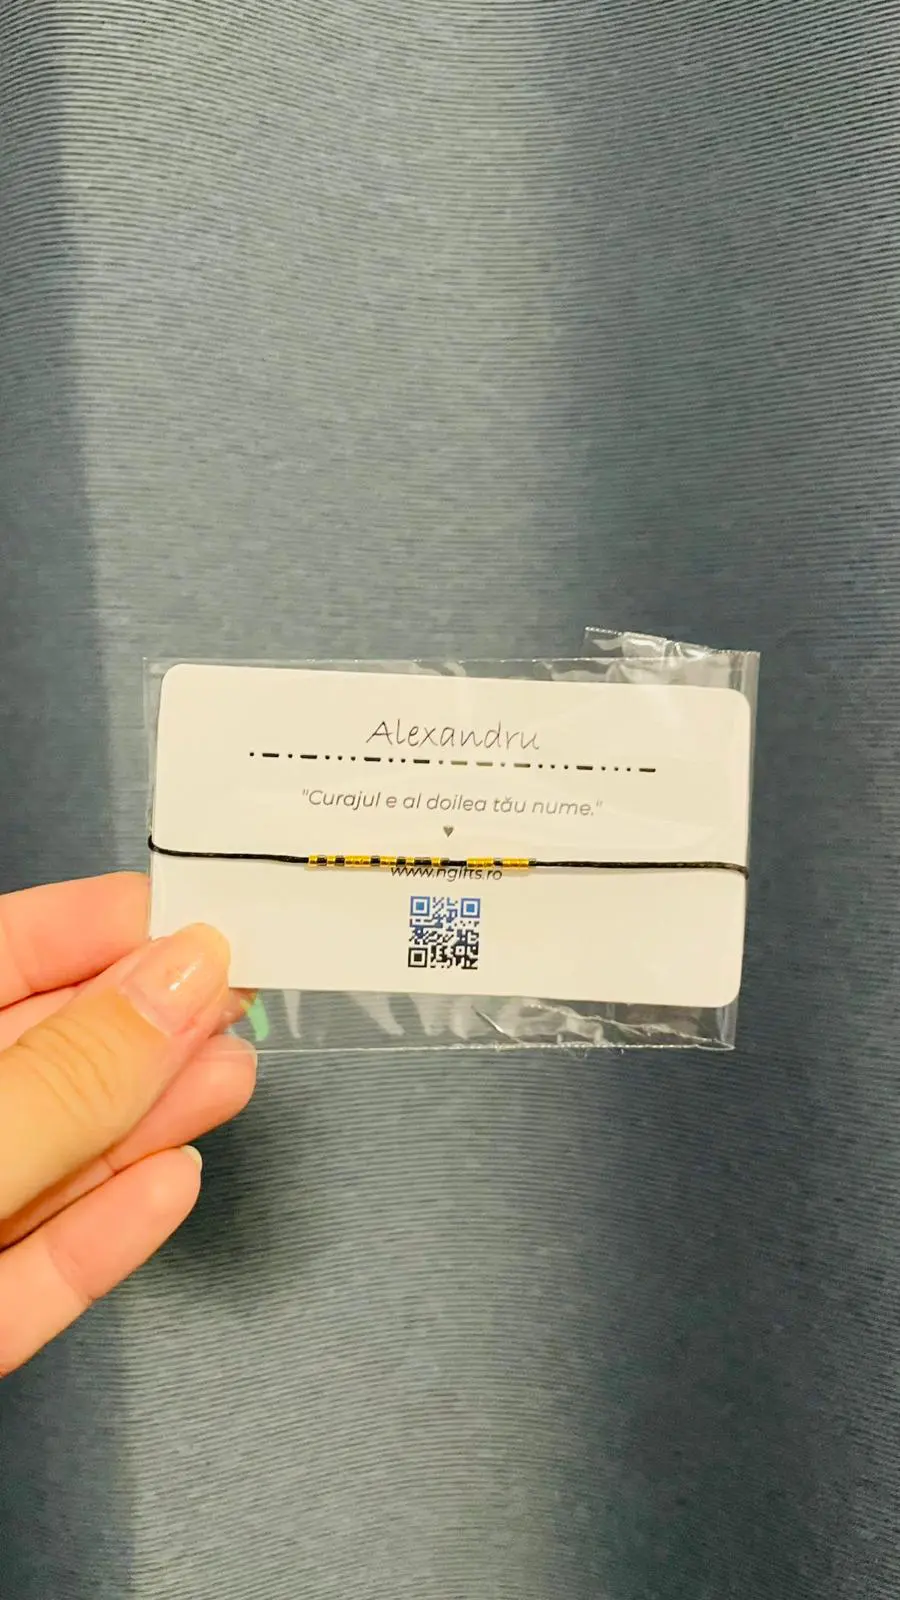 Alexandru
"Curajul e al doilea tău nume."
www.ngifts.ro